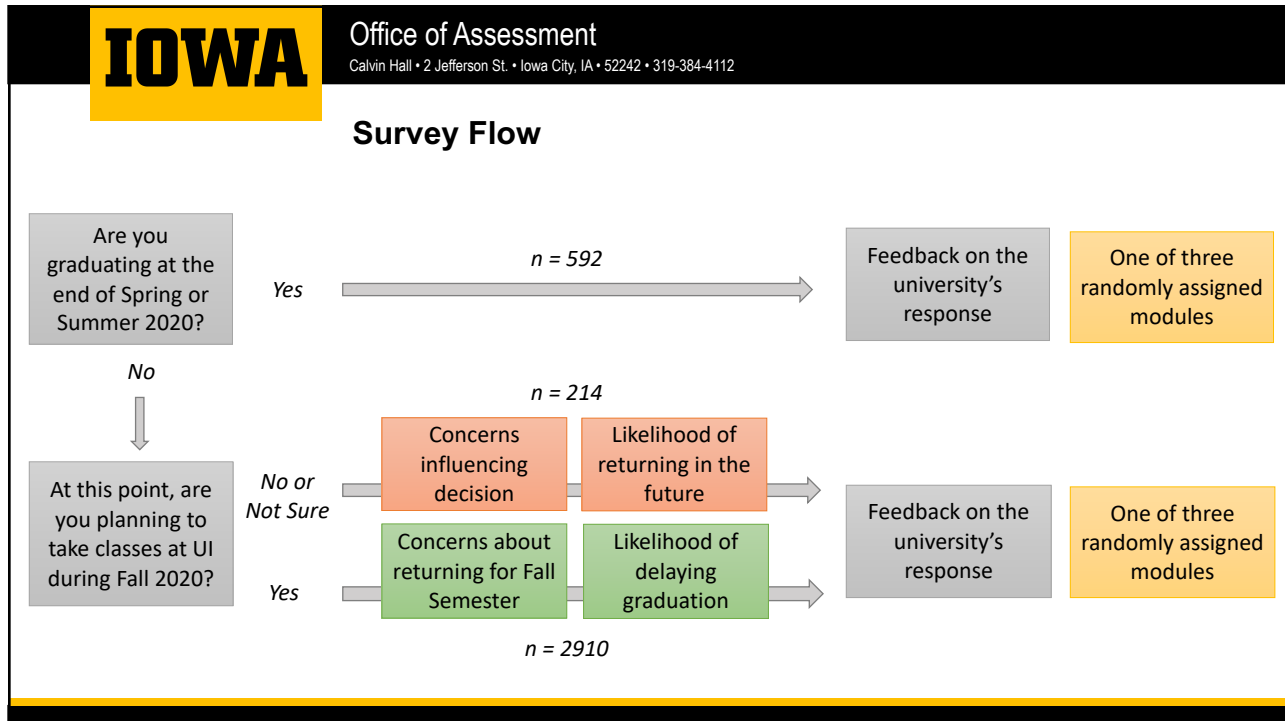 IOWA
Office of Assessment
Calvin Hall • 2 Jefferson St. • Iowa City, IA • 52242 • 319-384-4112
Survey Flow
Are you
graduating at the
end of Spring or
Summer 2020?
Yes
n = 592
Feedback on the
university’s
response
One of three
randomly assigned
modules
No
n = 214
At this point, are
you planning to
take classes at UI
during Fall 2020?
No or
Not Sure
Concerns
influencing
decision
Likelihood of
returning in the
future
Yes
Concerns about
returning for Fall
Semester
Likelihood of
delaying
graduation
n = 2910
Feedback on the
university’s
response
One of three
randomly assigned
modules